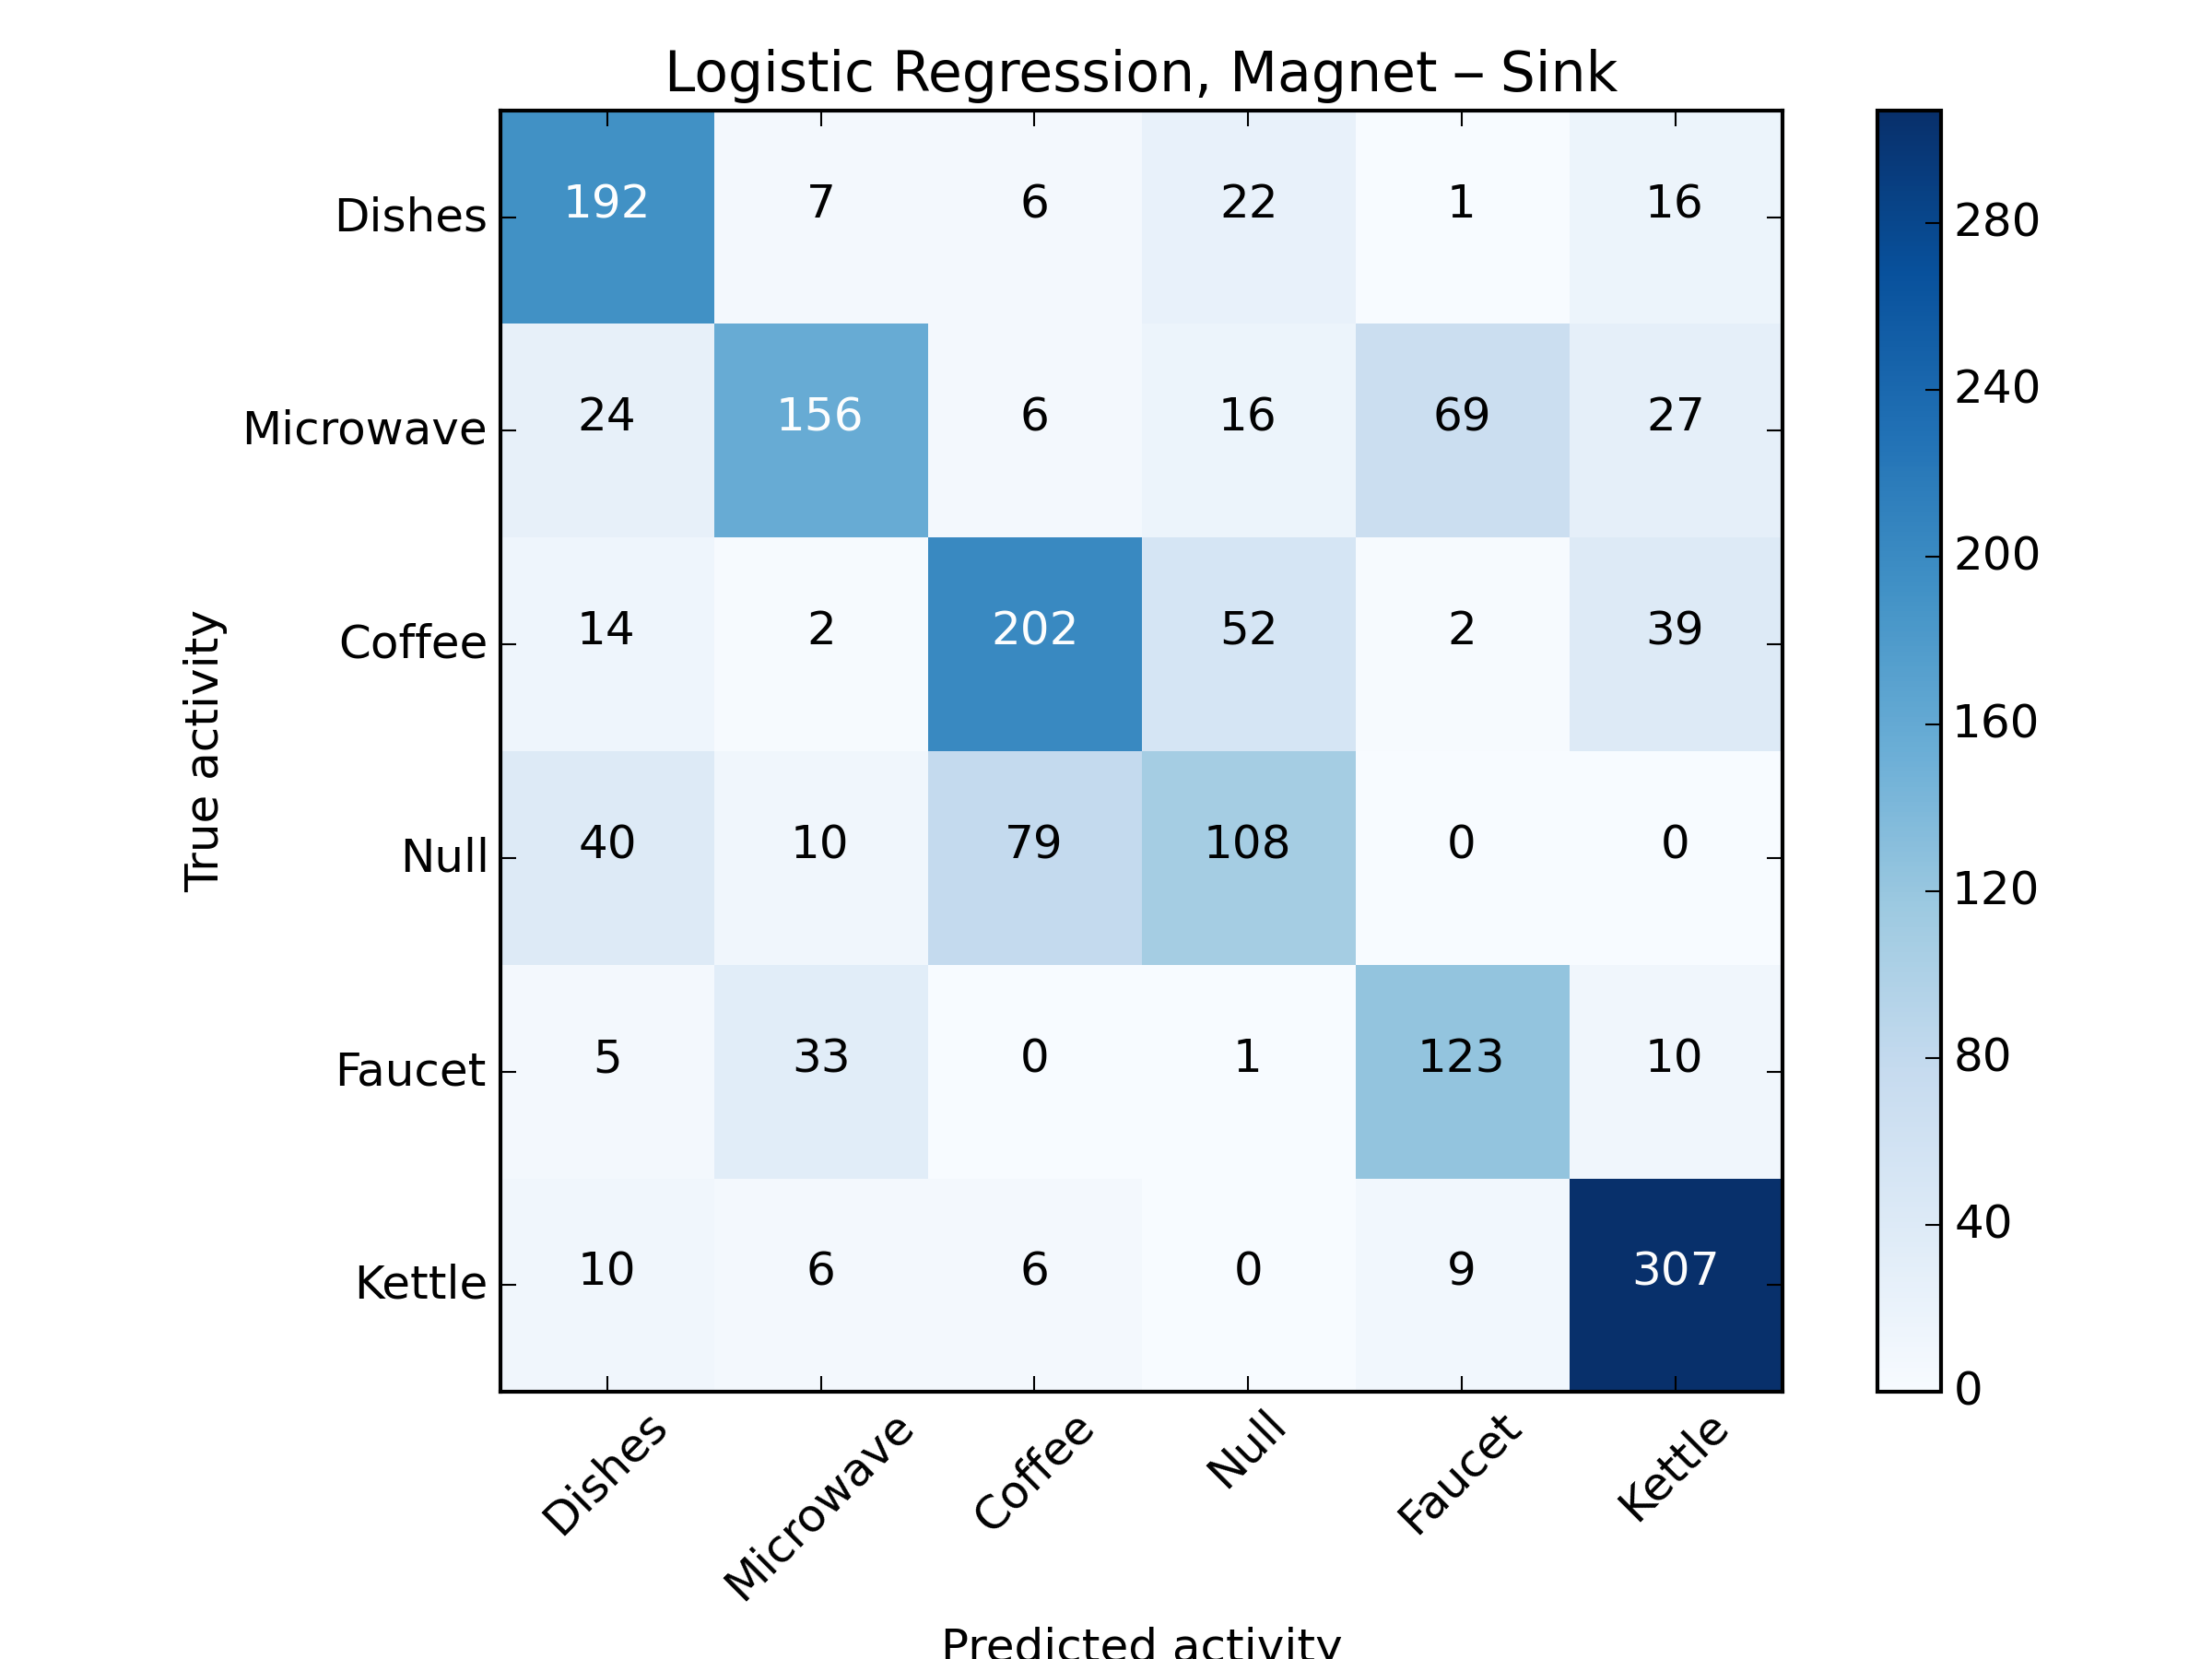 Logistic Regression, Magnet – Sink
Dishes 192 7 6 22 1 16
Microwave 24 156 6 16 69 27
Coffee 14 2 202 52 2 39
Null 40 10 79 108 0 0
Faucet 5 33 0 1 123 10
Kettle 10 6 6 0 9 307
True activity
Dishes Microwave Coffee Null Faucet Kettle
Predicted activity
280
240
200
160
120
80
40
0